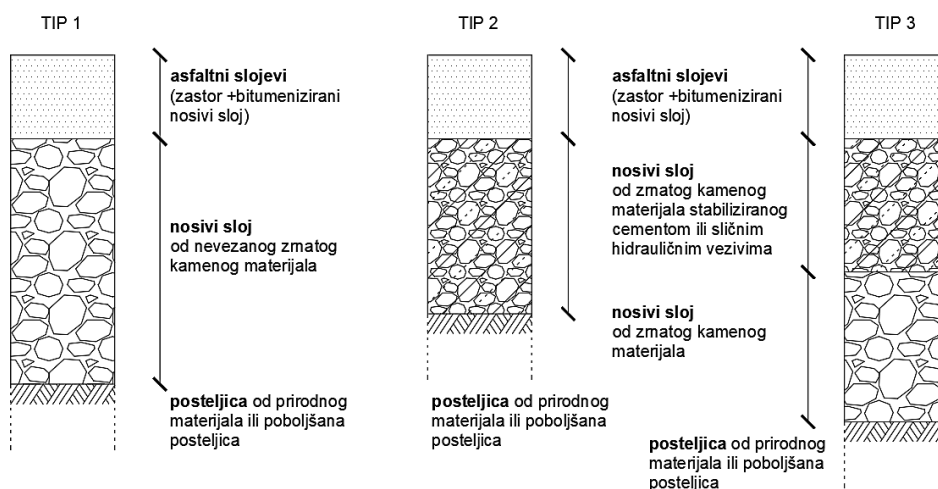 TIP 1
asfaltni slojevi
(zastor +bitumenizirani
nosivi sloj)
nosivi sloj
od nevezanog zrnatog
kamenog materijala
posteljica od prirodnog
materijala ili poboljšana
posteljica
TIP 2
posteljica od prirodnog
materijala ili poboljšana
posteljica
TIP 3
asfaltni slojevi
(zastor +bitumenizirani
nosivi sloj)
nosivi sloj
od zrnatog kamenog
materijala stabiliziranog
cementom ili sličnim
hidrauličnim vezivima
nosivi sloj
od zrnatog kamenog
materijala
posteljica od prirodnog
materijala ili poboljšana
posteljica